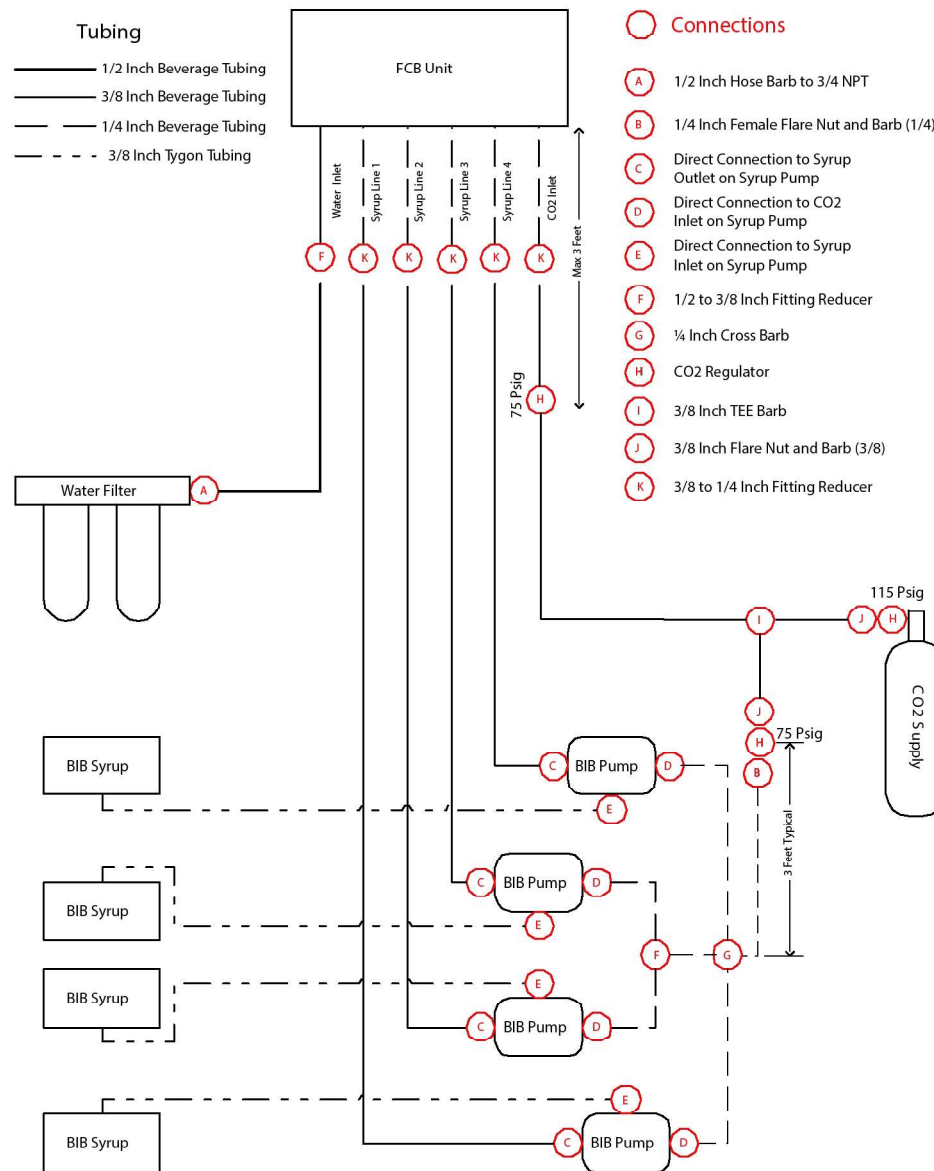 Tubing
1/2 Inch Beverage Tubing
3/8 Inch Beverage Tubing
1/4 Inch Beverage Tubing
3/8 Inch Tygon Tubing
FCB Unit
Connections
A 1/2 Inch Hose Barb to 3/4 NPT
B 1/4 Inch Female Flare Nut and Barb (1/4)
C Direct Connection to Syrup
Outlet on Syrup Pump
D Direct Connection to CO2
Inlet on Syrup Pump
E Direct Connection to Syrup
Inlet on Syrup Pump
F 1/2 to 3/8 Inch Fitting Reducer
G ¼ Inch Cross Barb
H CO2 Regulator
I 3/8 Inch TEE Barb
J 3/8 Inch Flare Nut and Barb (3/8)
K 3/8 to 1/4 Inch Fitting Reducer
Water Inlet
Syrup Line 1
Syrup Line 2
Syrup Line 3
Syrup Line 4
CO2 Inlet
Max 3 Feet
F K K K K K
75 Psig
H
Water Filter
A
115 Psig
I J H
CO2 Supply
J
H 75 Psig
B
3 Feet Typical
BIB Syrup
C BIB Pump D
E
BIB Syrup
C BIB Pump D
E
F G
BIB Syrup
E
C BIB Pump D
BIB Syrup
E
C BIB Pump D